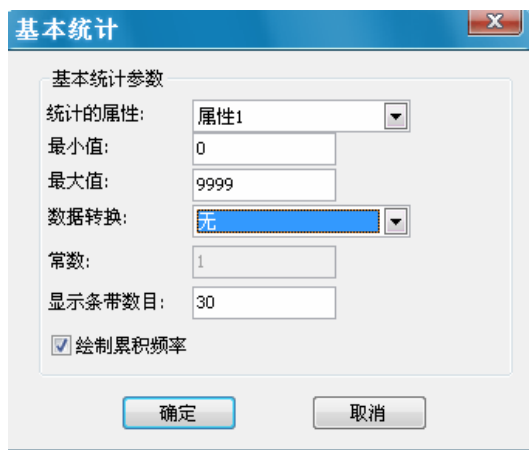 基本统计
基本统计参数
统计的属性: 属性1
最小值: 0
最大值: 9999
数据转换: 无
常数: 1
显示条带数目: 30
绘制累积频率
确定 取消